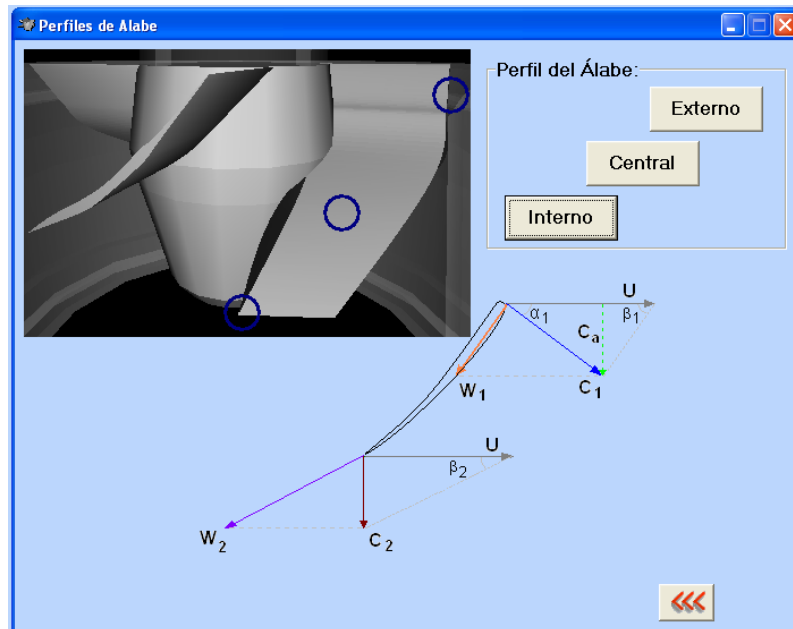 Perfiles de Alabe
Perfil del Álabe:
Externo
Central
Interno
U
α1
β1
Ca
W1
C1
U
β2
W2
C2